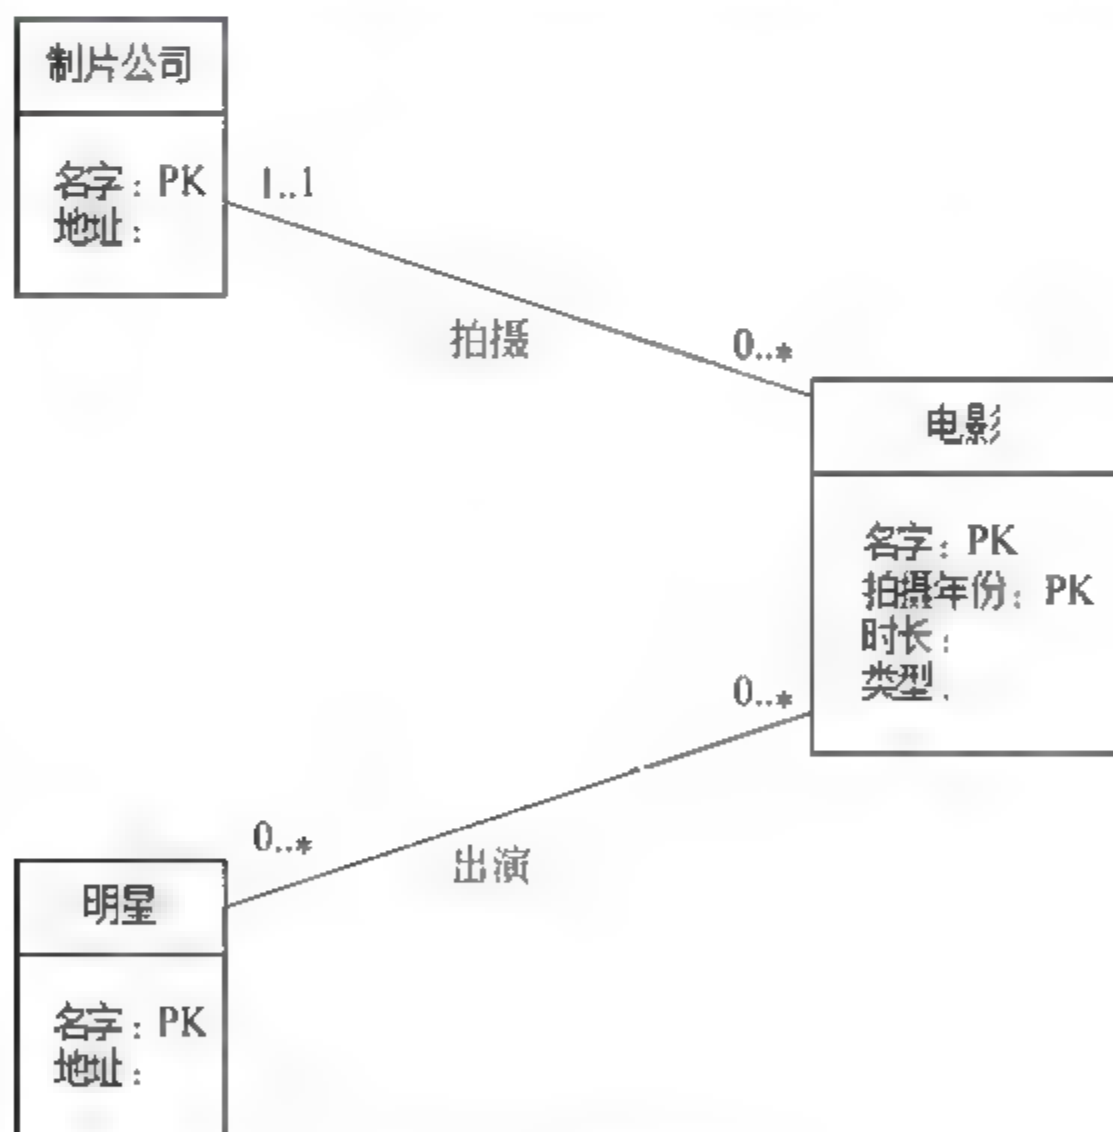 制片公司
名字：PK
地址：
1..1
拍摄
0..*
电影
名字：PK
拍摄年份：PK
时长：
类型：
0..*
0..*
出演
明星
名字：PK
地址：